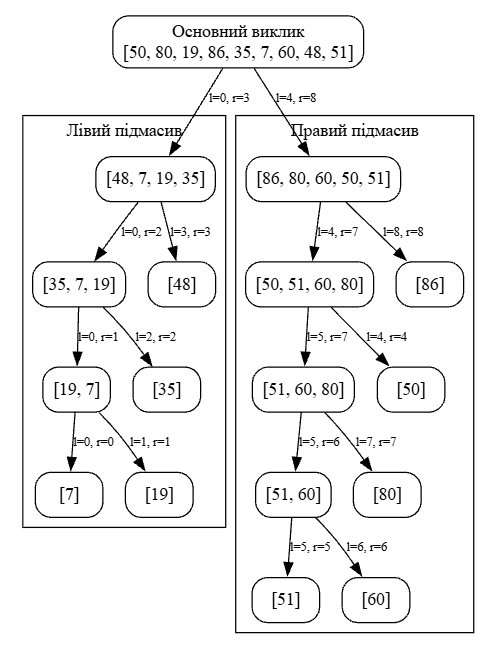 Основний виклик
[50, 80, 19, 86, 35, 7, 60, 48, 51]
l=0, r=3
l=4, r=8
Лівий підмасив
Правий підмасив
[48, 7, 19, 35]
[86, 80, 60, 50, 51]
l=0, r=2
l=3, r=3
l=4, r=7
l=8, r=8
[35, 7, 19]
[48]
[50, 51, 60, 80]
[86]
l=0, r=1
l=2, r=2
l=5, r=7
l=4, r=4
[19, 7]
[35]
[51, 60, 80]
[50]
l=0, r=0
l=1, r=1
l=5, r=6
l=7, r=7
[7]
[19]
[51, 60]
[80]
l=5, r=5
l=6, r=6
[51]
[60]